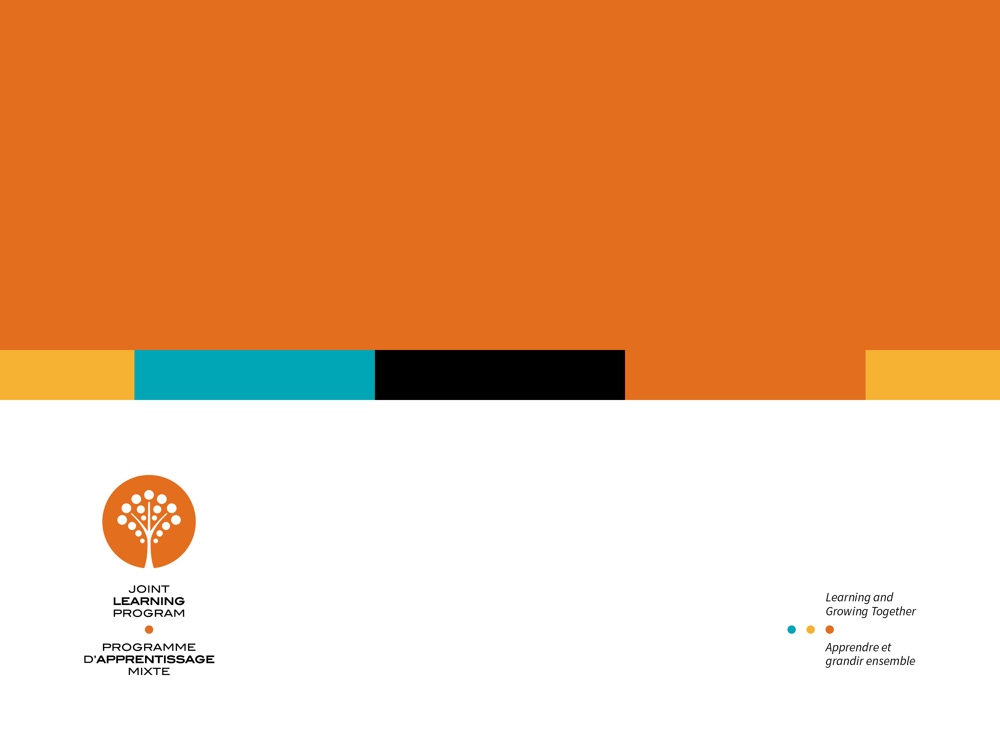 JOINT
LEARNING
PROGRAM
PROGRAMME
D'APPRENTISSAGE
MIXTE
Learning and
Growing Together
Apprendre et
grandir ensemble